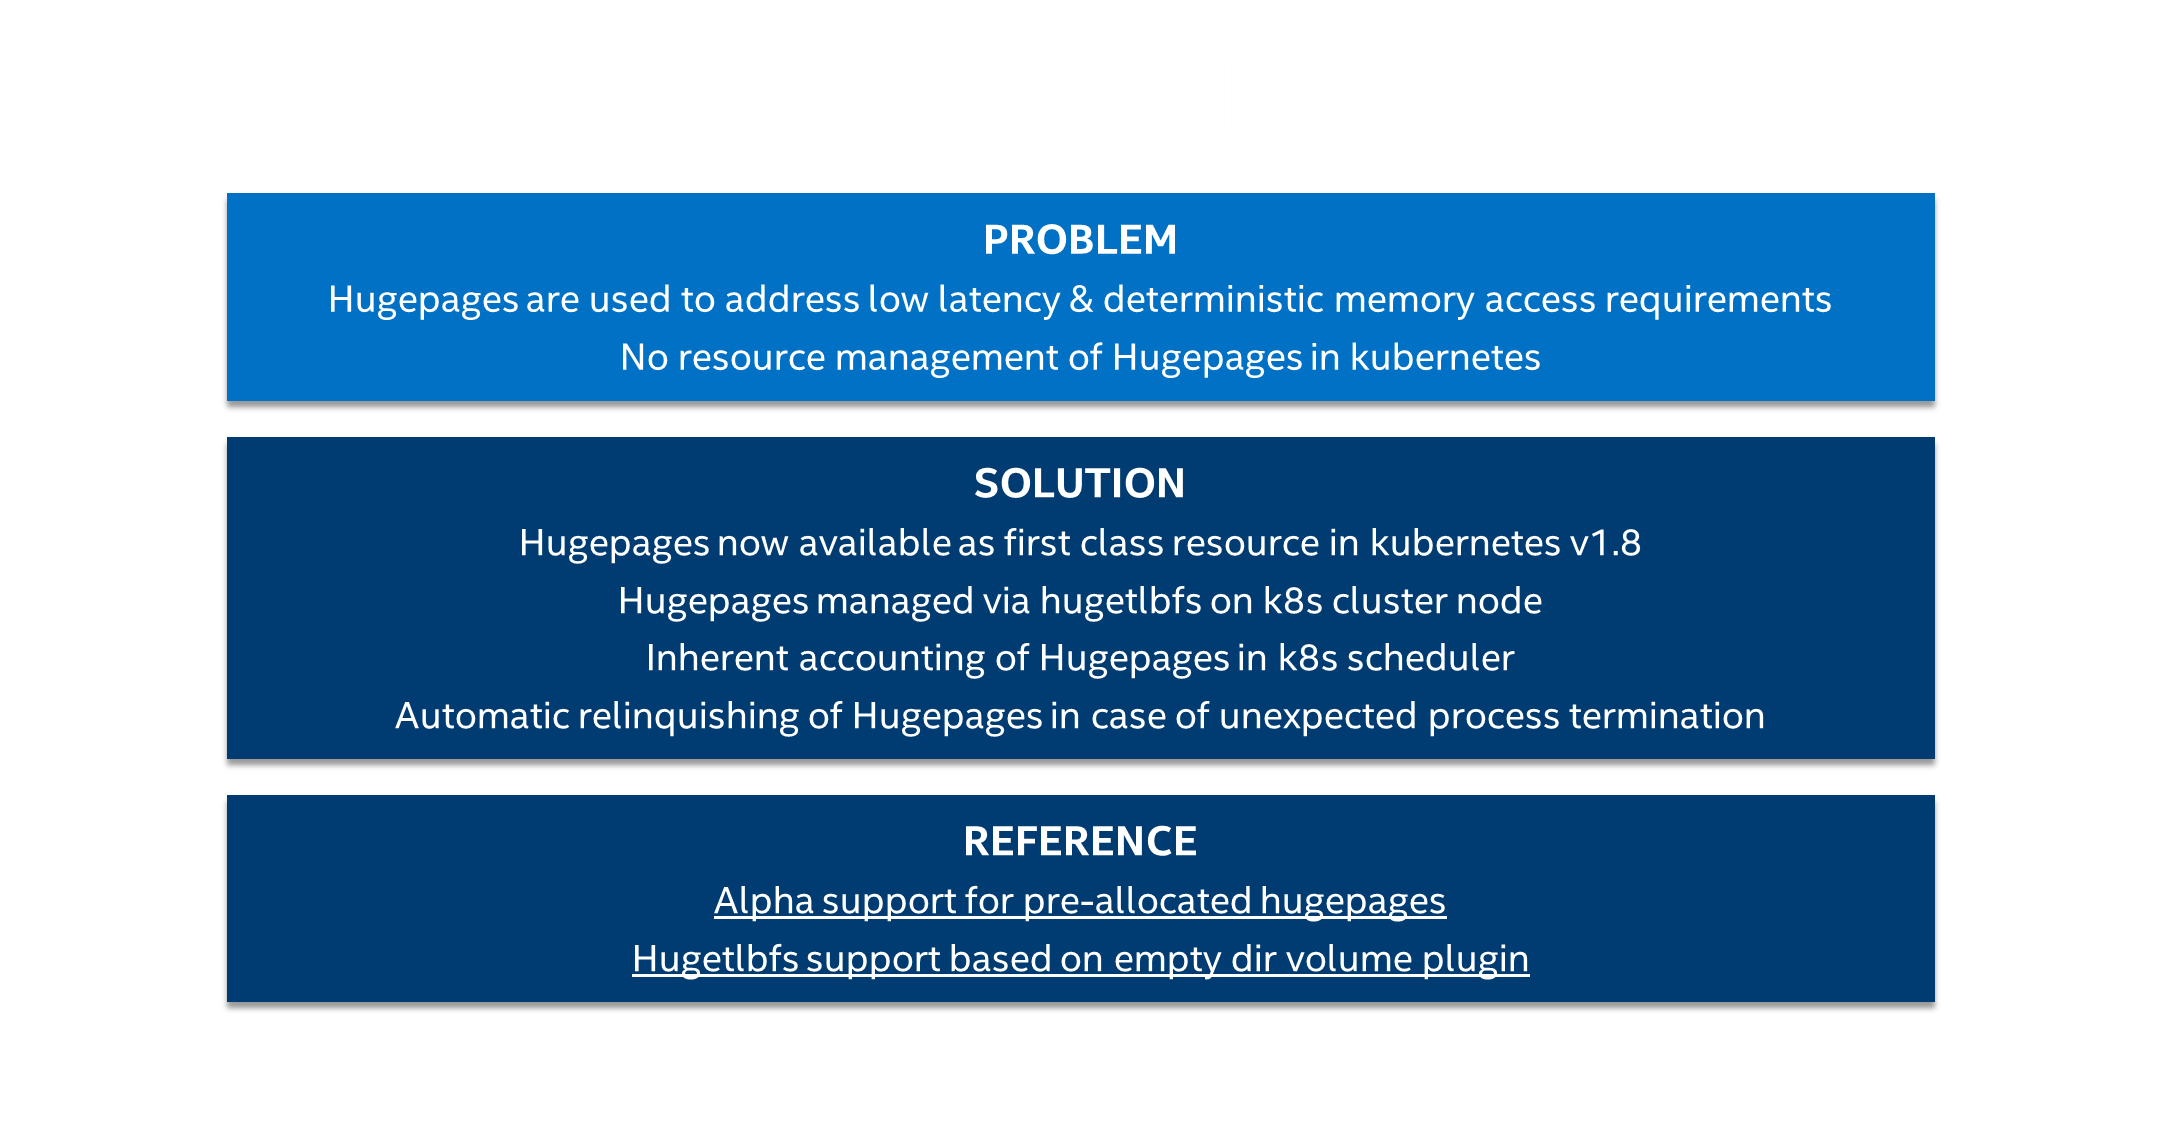 PROBLEM
Hugepages are used to address low latency & deterministic memory access requirements
No resource management of Hugepages in kubernetes
SOLUTION
Hugepages now available as first class resource in kubernetes v1.8
Hugepages managed via hugetlbfs on k8s cluster node
Inherent accounting of Hugepages in k8s scheduler
Automatic relinquishing of Hugepages in case of unexpected process termination
REFERENCE
Alpha support for pre-allocated hugepages
Hugetlbfs support based on empty dir volume plugin